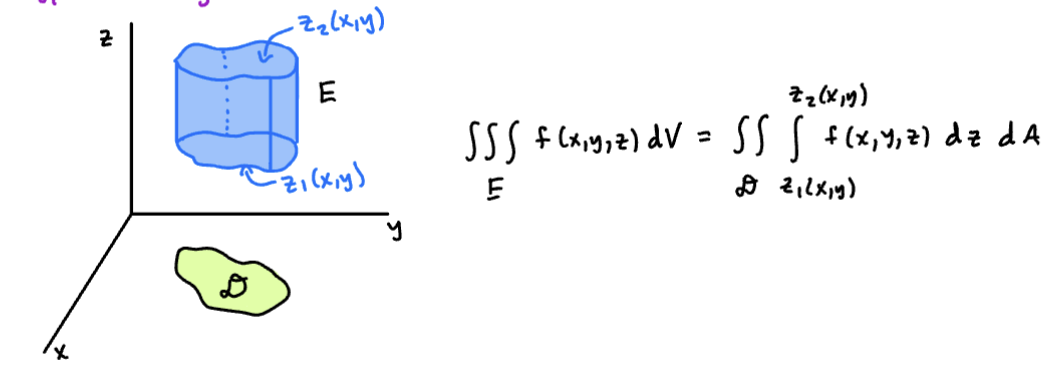 z
z₂(x,y)
E
z₁(x,y)
y
D
x
z₂(x,y)
∭ f(x,y,z) dV = ∬ ∫ f(x,y,z) dz dA
E D z₁(x,y)